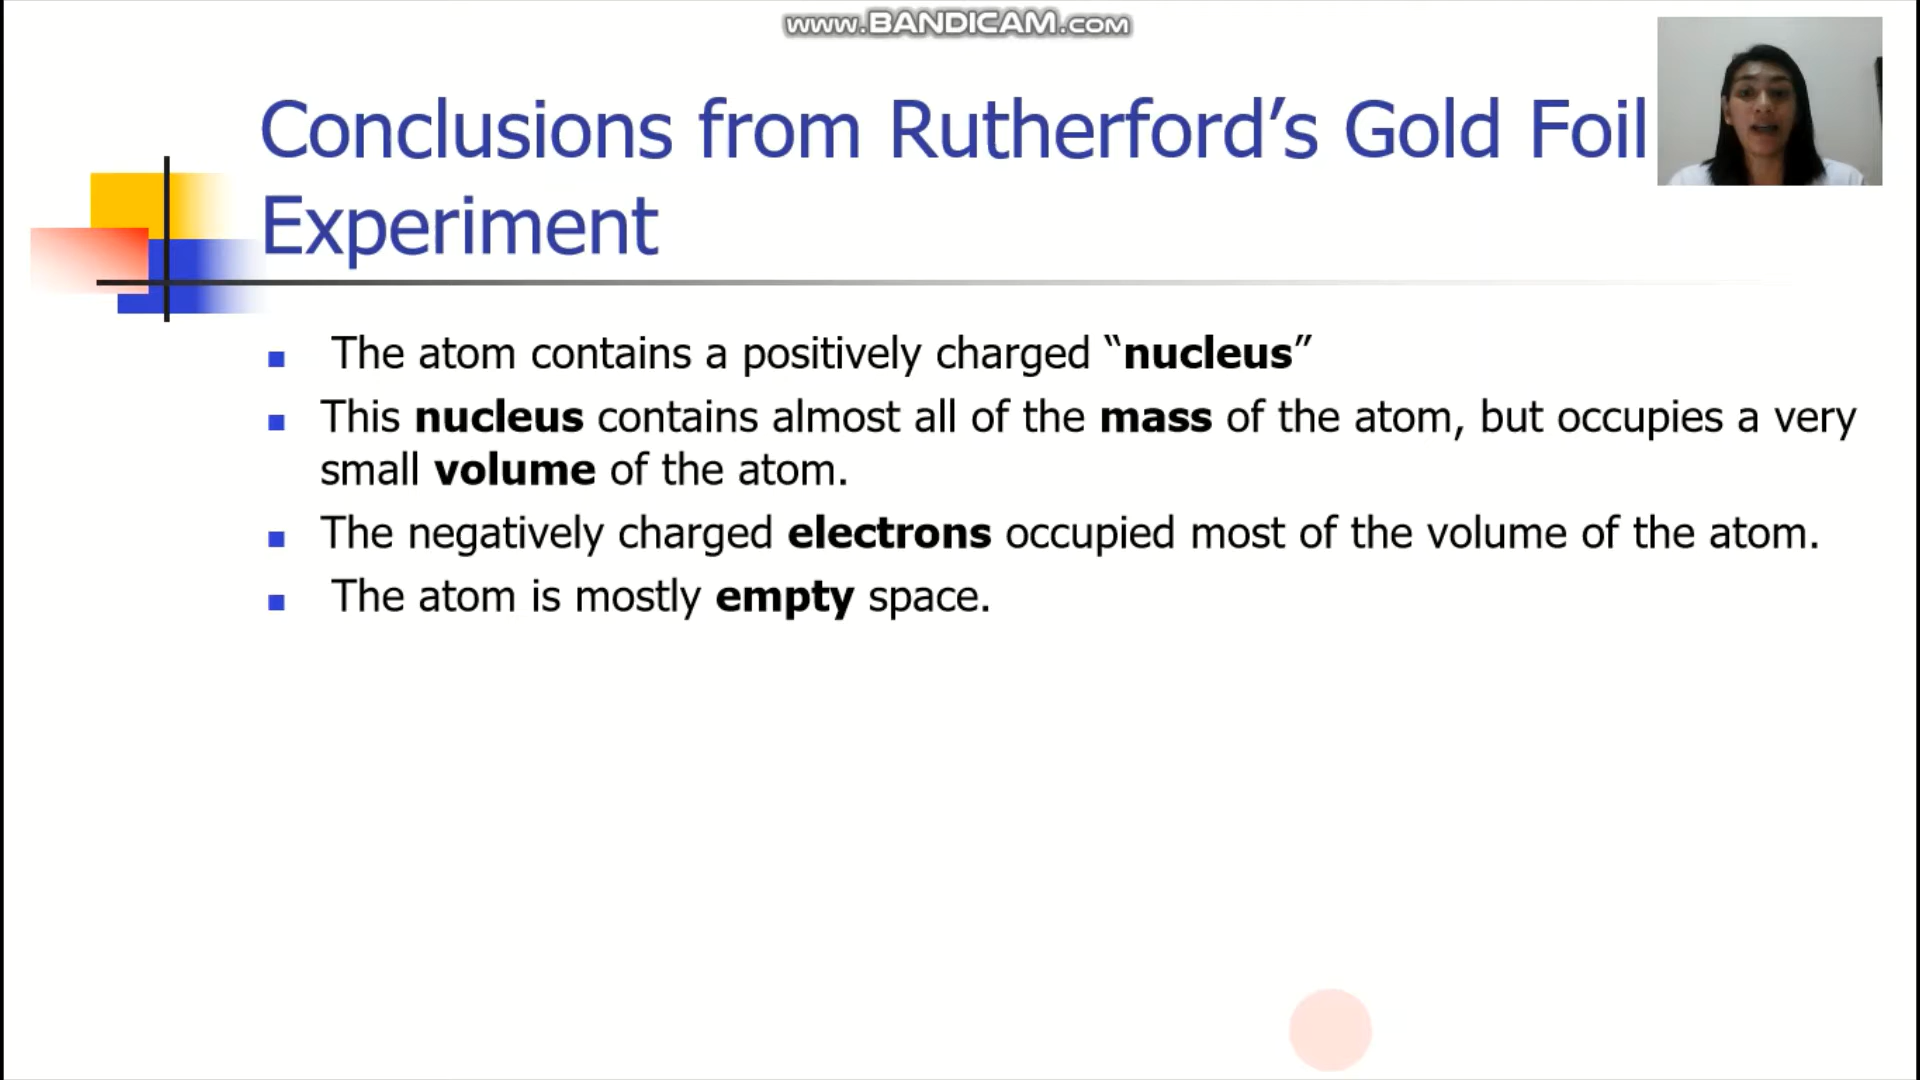 www.BANDICAM.com
Conclusions from Rutherford’s Gold Foil
Experiment
The atom contains a positively charged “nucleus”
This nucleus contains almost all of the mass of the atom, but occupies a very
small volume of the atom.
The negatively charged electrons occupied most of the volume of the atom.
The atom is mostly empty space.